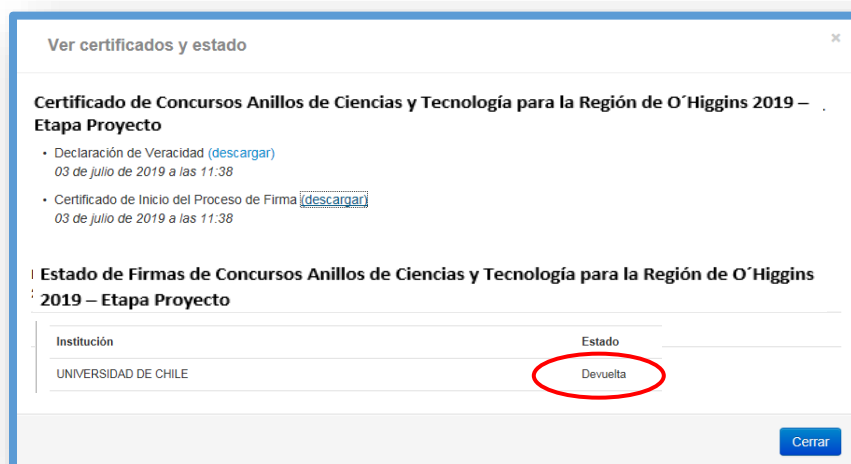 Ver certificados y estado
×
Certificado de Concursos Anillos de Ciencias y Tecnología para la Región de O´Higgins 2019 –
Etapa Proyecto
• Declaración de Veracidad (descargar)
03 de julio de 2019 a las 11:38
• Certificado de Inicio del Proceso de Firma (descargar)
03 de julio de 2019 a las 11:38
Estado de Firmas de Concursos Anillos de Ciencias y Tecnología para la Región de O´Higgins
2019 – Etapa Proyecto
Institución Estado
UNIVERSIDAD DE CHILE Devuelta
Cerrar